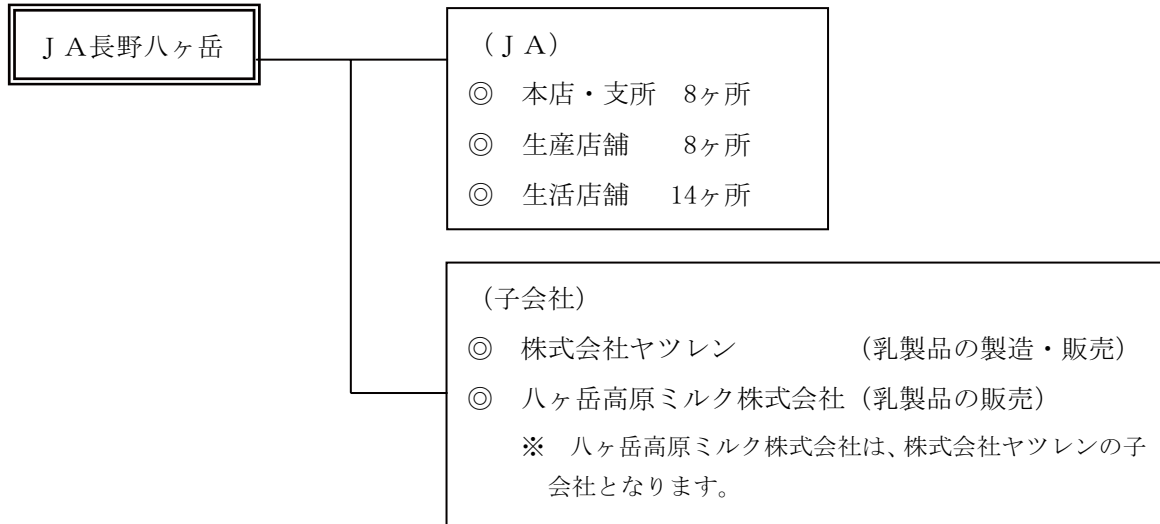 ＪＡ長野八ヶ岳
（ＪＡ）
◎　本店・支所　8ヶ所
◎　生産店舗　　8ヶ所
◎　生活店舗　 14ヶ所
（子会社）
◎　株式会社ヤツレン　　　　（乳製品の製造・販売）
◎　八ヶ岳高原ミルク株式会社（乳製品の販売）
※　八ヶ岳高原ミルク株式会社は、株式会社ヤツレンの子
会社となります。